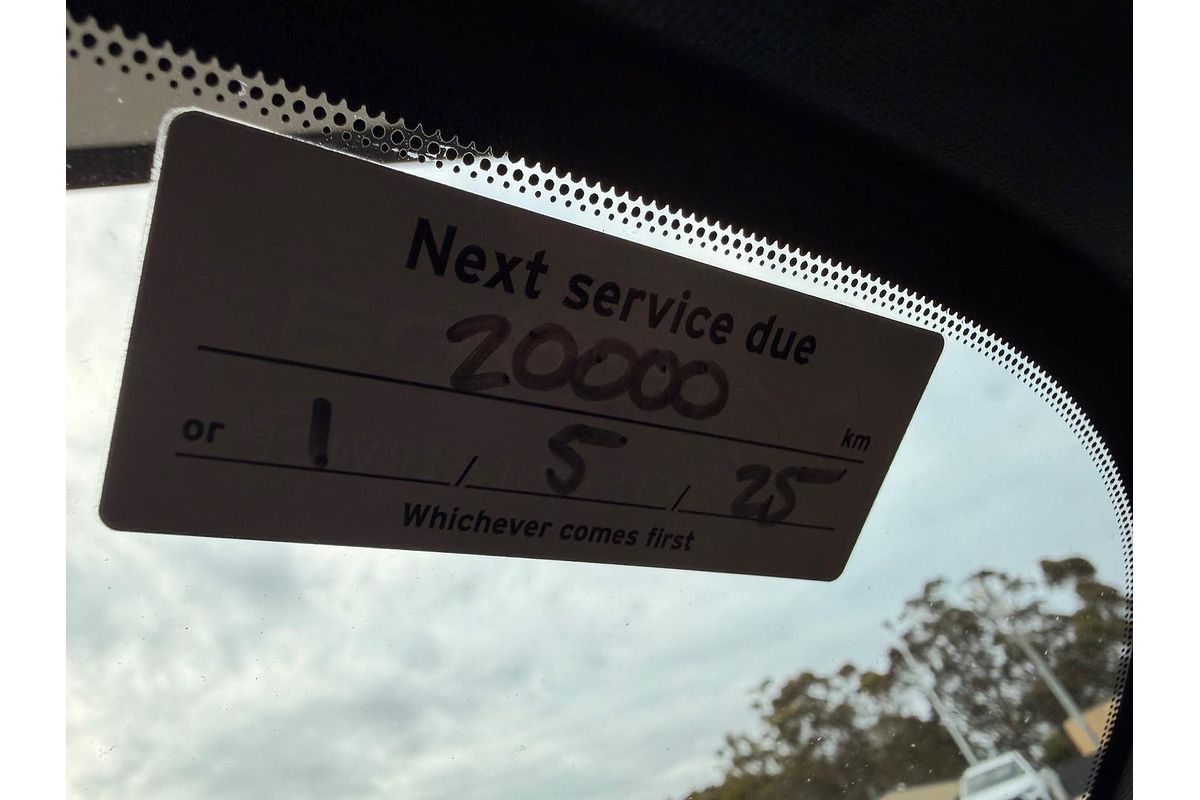 Next service due
20000 km
or 1 / 5 / 25
Whichever comes first